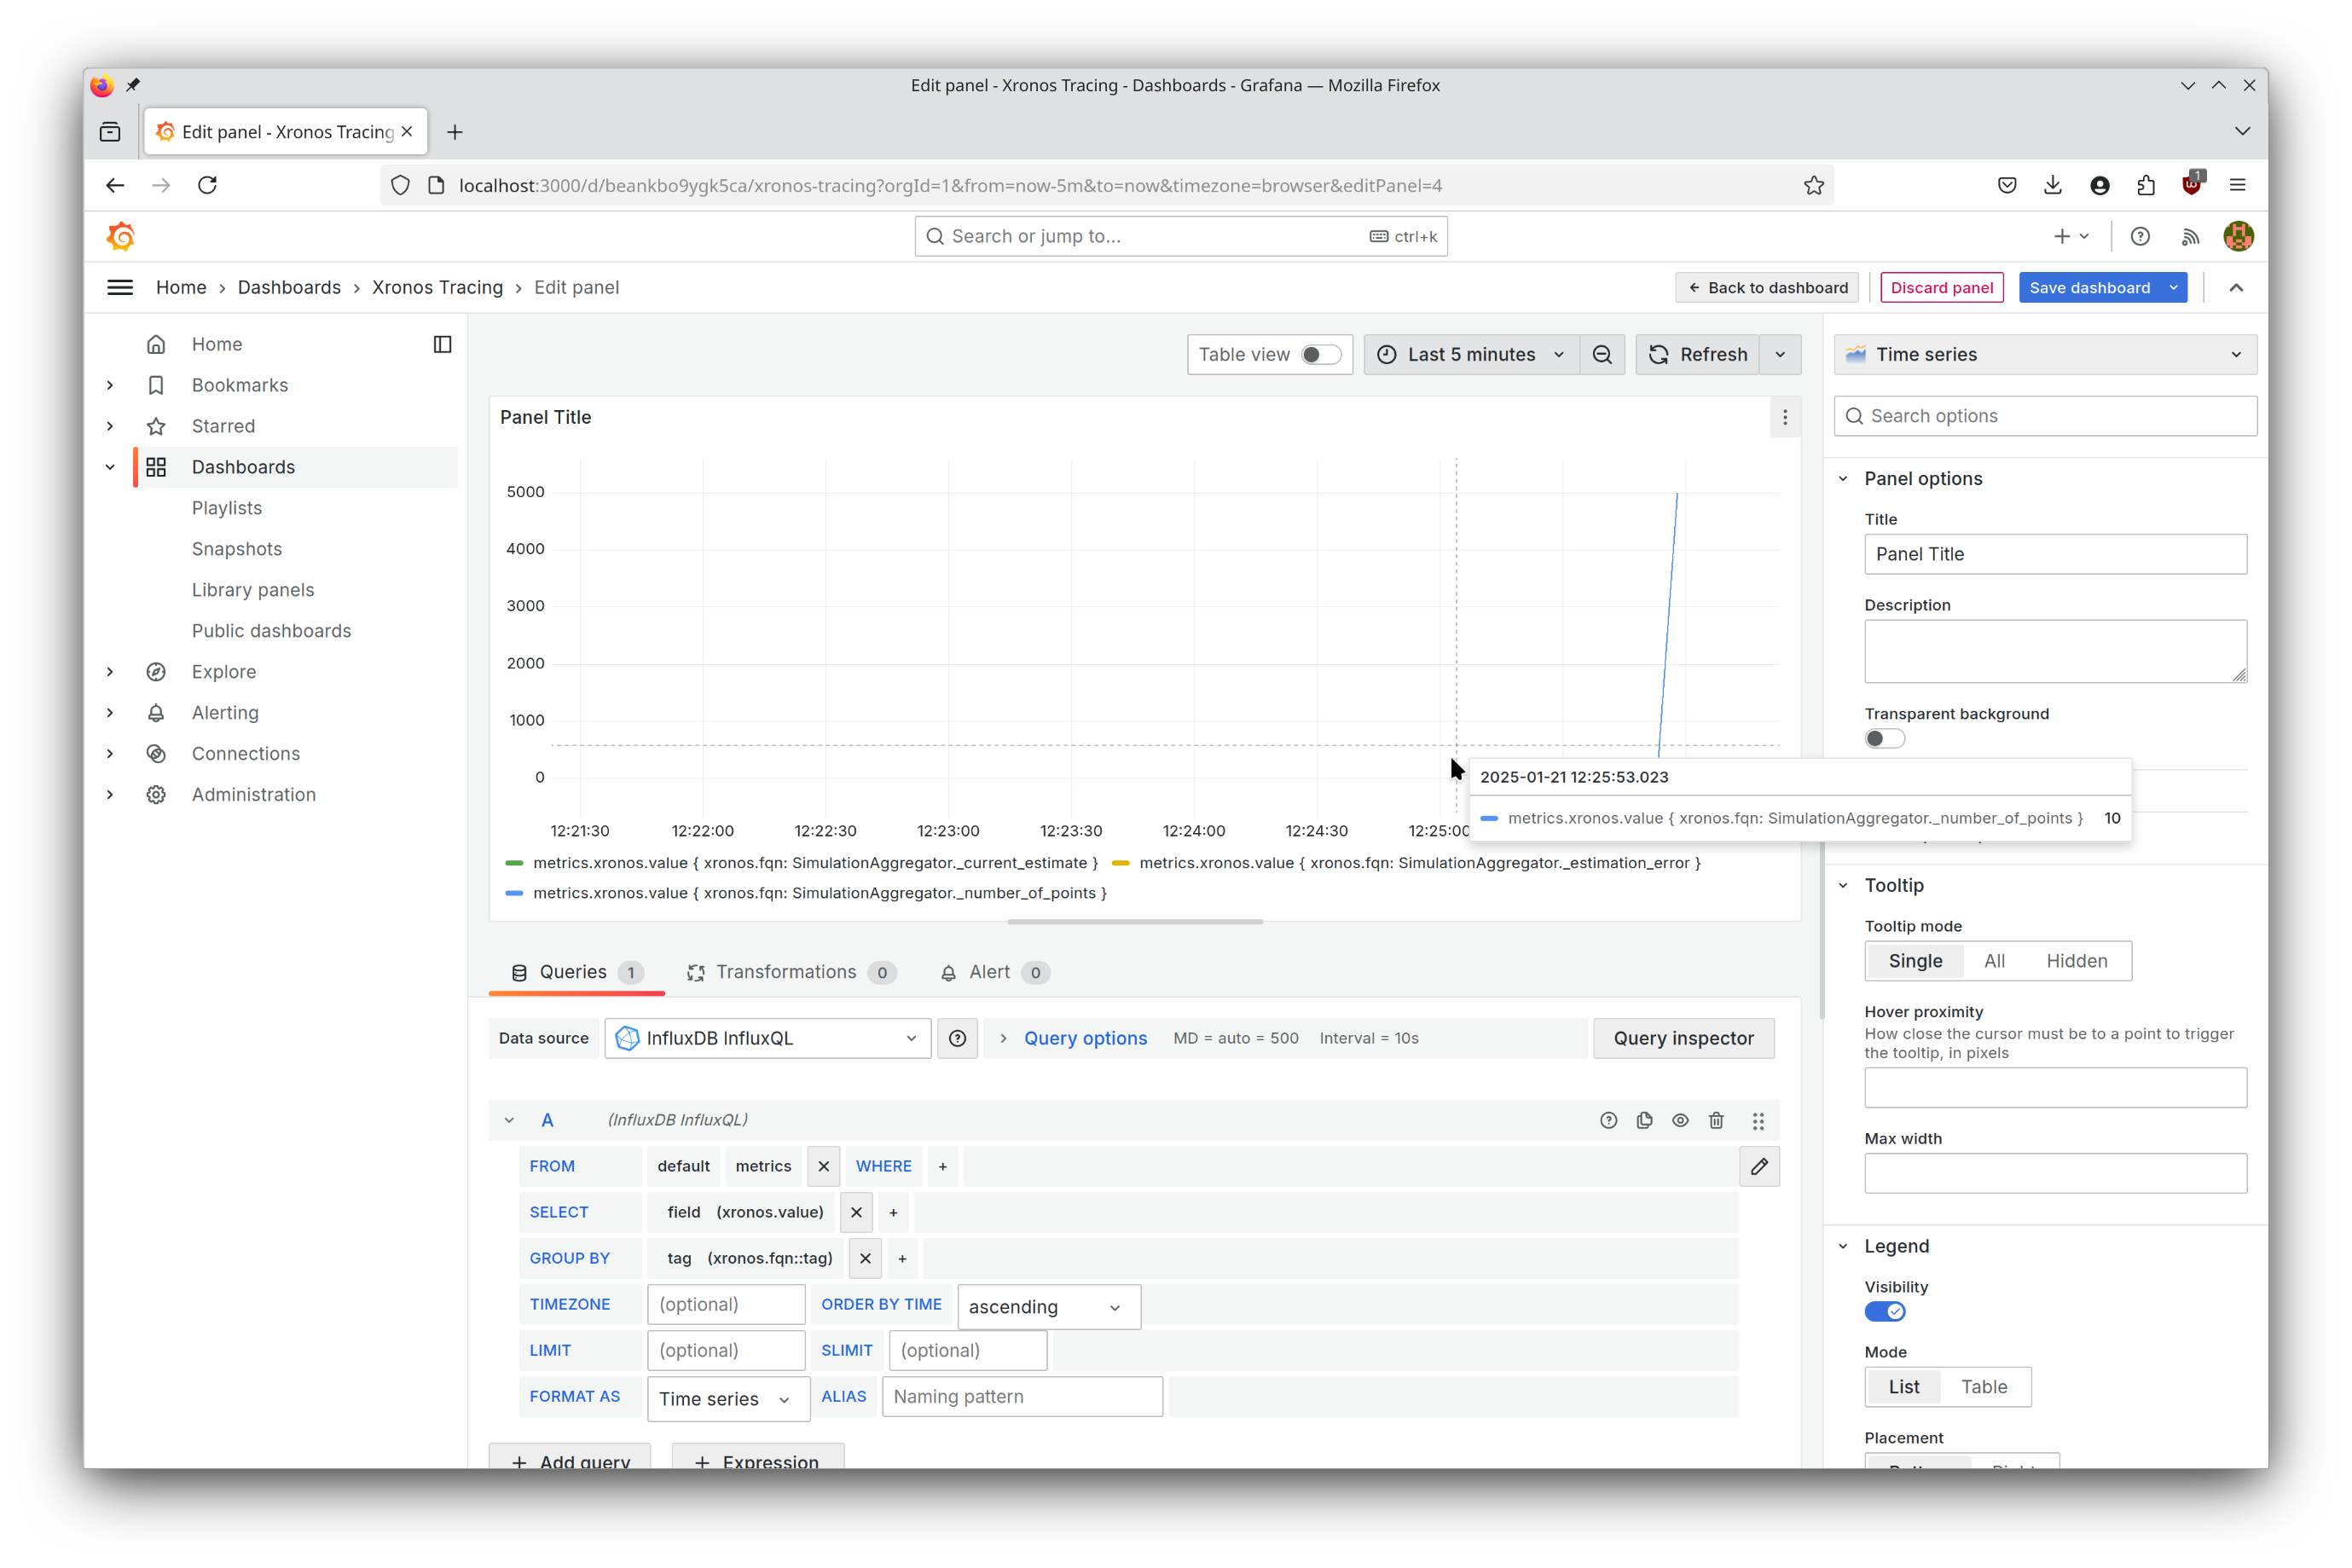 Edit panel - Xronos Tracing - Dashboards - Grafana — Mozilla Firefox
Edit panel - Xronos Tracing
localhost:3000/d/beankbo9ygk5ca/xronos-tracing?orgId=1&from=now-5m&to=now&timezone=browser&editPanel=4
1
Search or jump to... ctrl+k
Home › Dashboards › Xronos Tracing › Edit panel
Back to dashboard Discard panel Save dashboard
Home
Bookmarks
Starred
Dashboards
Playlists
Snapshots
Library panels
Public dashboards
Explore
Alerting
Connections
Administration
Table view Last 5 minutes Refresh
Panel Title
5000
4000
3000
2000
1000
0
12:21:30 12:22:00 12:22:30 12:23:00 12:23:30 12:24:00 12:24:30 12:25:00
2025-01-21 12:25:53.023
metrics.xronos.value { xronos.fqn: SimulationAggregator._number_of_points } 10
metrics.xronos.value { xronos.fqn: SimulationAggregator._current_estimate } metrics.xronos.value { xronos.fqn: SimulationAggregator._estimation_error }
metrics.xronos.value { xronos.fqn: SimulationAggregator._number_of_points }
Queries 1 Transformations 0 Alert 0
Data source InfluxDB InfluxQL Query options MD = auto = 500 Interval = 10s Query inspector
A (InfluxDB InfluxQL)
FROM default metrics WHERE +
SELECT field (xronos.value) +
GROUP BY tag (xronos.fqn::tag) +
TIMEZONE (optional) ORDER BY TIME ascending
LIMIT (optional) SLIMIT (optional)
FORMAT AS Time series ALIAS Naming pattern
+ Add query + Expression
Time series
Search options
Panel options
Title
Panel Title
Description
Transparent background
Tooltip
Tooltip mode
Single All Hidden
Hover proximity
How close the cursor must be to a point to trigger
the tooltip, in pixels
Max width
Legend
Visibility
Mode
List Table
Placement